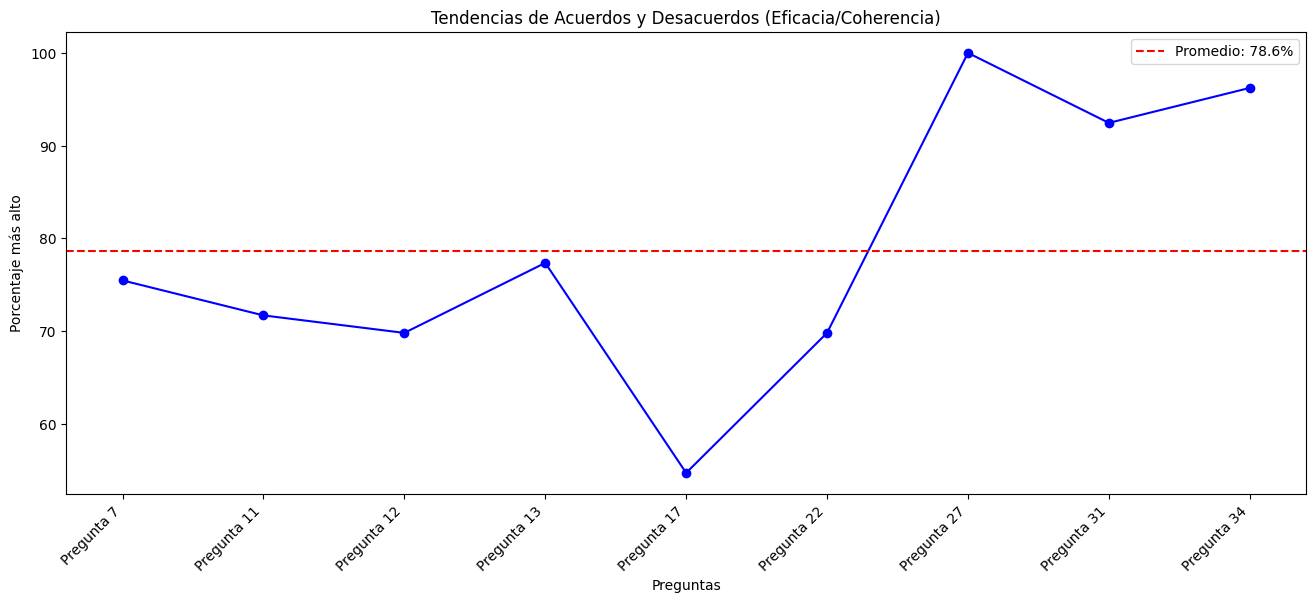 Tendencias de Acuerdos y Desacuerdos (Eficacia/Coherencia)
Promedio: 78.6%
Porcentaje más alto
100
90
80
70
60
Pregunta 7
Pregunta 11
Pregunta 12
Pregunta 13
Pregunta 17
Pregunta 22
Pregunta 27
Pregunta 31
Pregunta 34
Preguntas